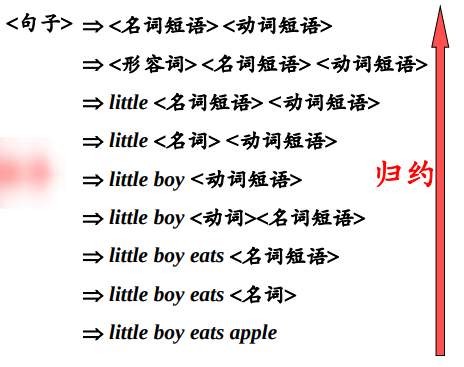 <句子> ⇒ <名词短语> <动词短语>
⇒ <形容词> <名词短语> <动词短语>
⇒ little <名词短语> <动词短语>
⇒ little <名词> <动词短语>
⇒ little boy <动词短语>
归约
⇒ little boy <动词><名词短语>
⇒ little boy eats <名词短语>
⇒ little boy eats <名词>
⇒ little boy eats apple